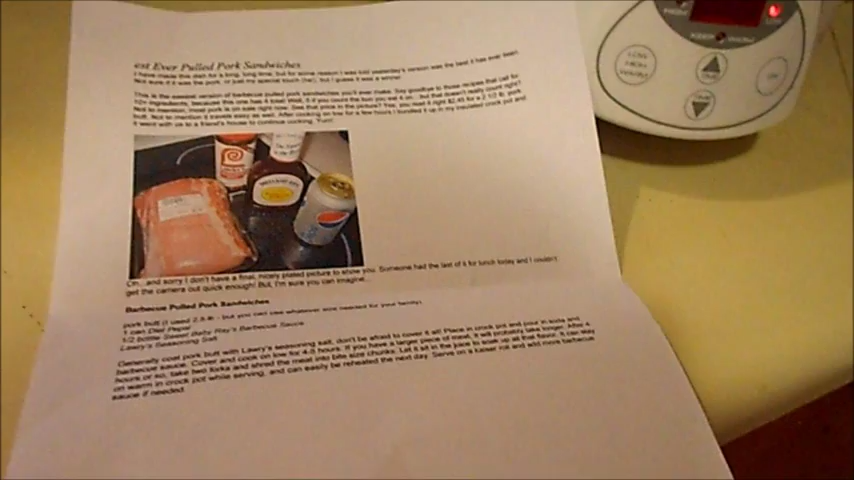 est Ever Pulled Pork Sandwiches
I have made this dish for a long, long time, but for some reason I was told yesterday's version was the best it has ever been.
Not sure if it was the pork, or just my special touch (ha!), but I guess it was a winner
This is the easiest version of barbecue pulled pork sandwiches you'll ever make. Say goodbye to those recipes that call for
10+ ingredients, because this one has 4 total! Well, 5 if you count the bun you eat it on... but that doesn't really count right?
Not to mention, most pork is on sale right now. See that price in the picture? Yes, you read it right $2.45 for a 2 1/2 lb. pork
butt. Not to mention it travels easy as well. After cooking on low for a few hours I bundled it up in my insulated crock pot and
it went with us to a friend's house to continue cooking. Yum!
Oh... and sorry I don't have a final, nicely plated picture to show you. Someone had the last of it for lunch today and I couldn't
get the camera out quick enough! But, I'm sure you can imagine...
Barbecue Pulled Pork Sandwiches
pork butt (I used 2.5 lb - but you can use whatever size needed for your family).
1 can Diet Pepsi
1/2 bottle Sweet Baby Ray's Barbecue Sauce
Lawry's Seasoning Salt
Generally coat pork butt with Lawry's seasoning salt, don't be afraid to cover it all! Place in crock pot and pour in soda and
barbecue sauce. Cover and cook on low for 4-6 hours. If you have a larger piece of meat, it will probably take longer. After 4
hours or so, take two forks and shred the meat into bite size chunks. Let it sit in the juice to soak up all that flavor. It can stay
on warm in crock pot while serving, and can easily be reheated the next day. Serve on a kaiser roll and add more barbecue
sauce if needed.